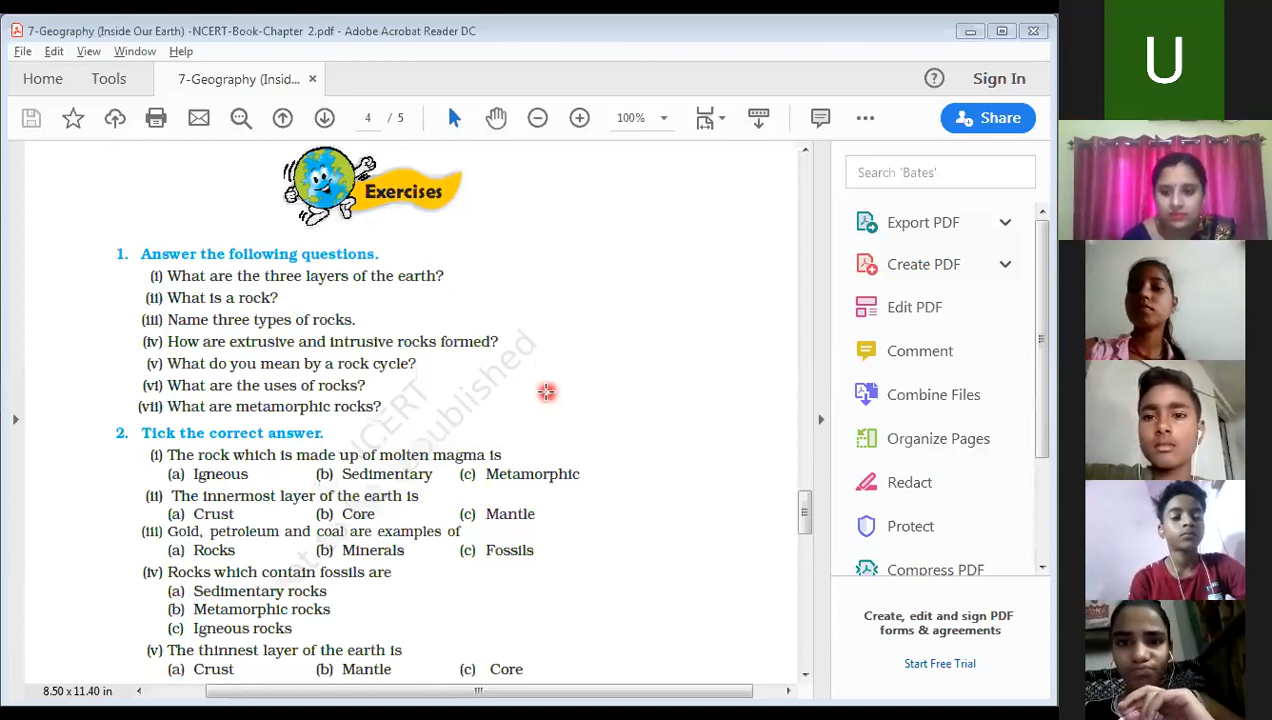 7-Geography (Inside Our Earth) -NCERT-Book-Chapter 2.pdf - Adobe Acrobat Reader DC
File Edit View Window Help
Home Tools 7-Geography (Insid... × Sign In
4 / 5 100% Share
Exercises
1. Answer the following questions.
(i) What are the three layers of the earth?
(ii) What is a rock?
(iii) Name three types of rocks.
(iv) How are extrusive and intrusive rocks formed?
(v) What do you mean by a rock cycle?
(vi) What are the uses of rocks?
(vii) What are metamorphic rocks?
2. Tick the correct answer.
(i) The rock which is made up of molten magma is
(a) Igneous (b) Sedimentary (c) Metamorphic
(ii) The innermost layer of the earth is
(a) Crust (b) Core (c) Mantle
(iii) Gold, petroleum and coal are examples of
(a) Rocks (b) Minerals (c) Fossils
(iv) Rocks which contain fossils are
(a) Sedimentary rocks
(b) Metamorphic rocks
(c) Igneous rocks
(v) The thinnest layer of the earth is
(a) Crust (b) Mantle (c) Core
8.50 x 11.40 in
NCERT
published
Search 'Bates'
Export PDF
Create PDF
Edit PDF
Comment
Combine Files
Organize Pages
Redact
Protect
Compress PDF
Create, edit and sign PDF
forms & agreements
Start Free Trial
U